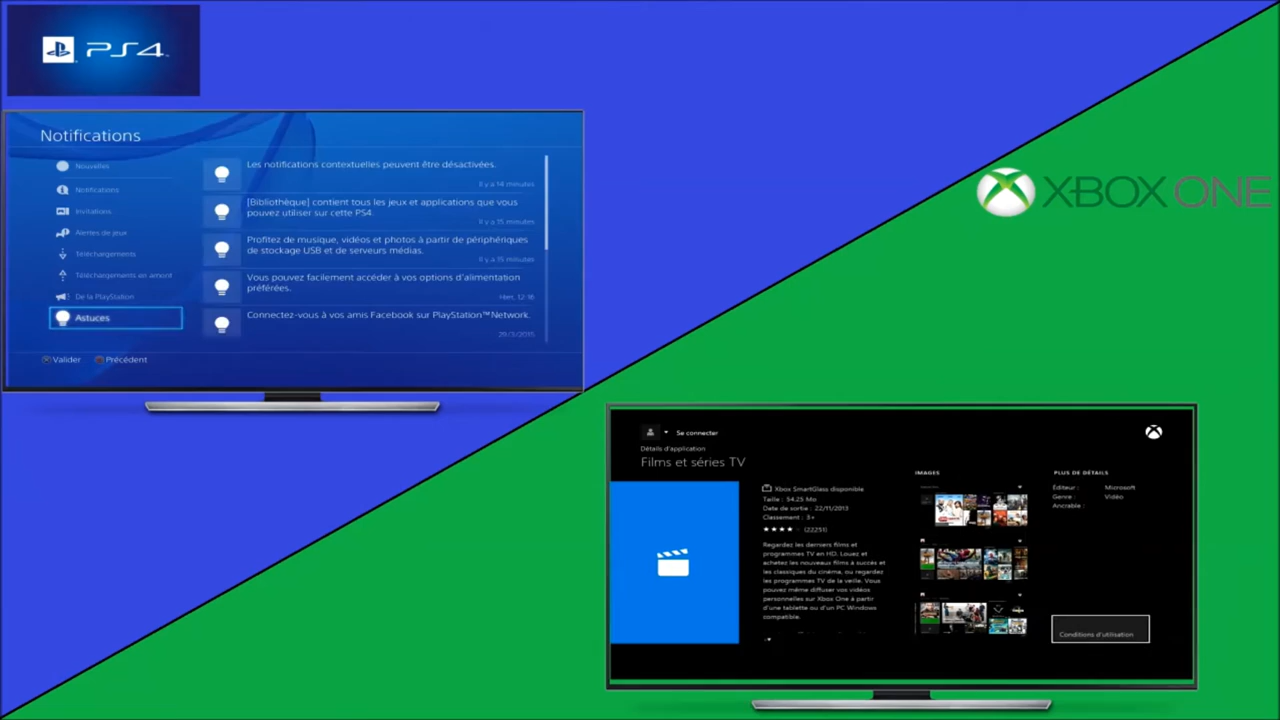 PS4
Notifications
Nouvelles
Notifications
Invitations
Alertes de jeux
Téléchargements
Téléchargements en amont
De la PlayStation
Astuces
Les notifications contextuelles peuvent être désactivées.
Il y a 14 minutes
[Bibliothèque] contient tous les jeux et applications que vous
pouvez utiliser sur cette PS4.
Il y a 15 minutes
Profitez de musique, vidéos et photos à partir de périphériques
de stockage USB et de serveurs médias.
Il y a 15 minutes
Vous pouvez facilement accéder à vos options d'alimentation
préférées.
Hier, 12:16
Connectez-vous à vos amis Facebook sur PlayStation™Network.
29/3/2015
Valider Précédent
XBOX ONE
Se connecter
Détails d'application
Films et séries TV
Xbox SmartGlass disponible
Taille : 54.25 Mo
Date de sortie : 22/11/2013
Classement : 3+
(22251)
Regardez les derniers films et
programmes TV en HD. Louez et
achetez les nouveaux films à succès et
les classiques du cinéma, ou regardez
les programmes TV de la veille. Vous
pouvez même diffuser vos vidéos
personnelles sur Xbox One à partir
d'une tablette ou d'un PC Windows
compatible.
IMAGES
PLUS DE DÉTAILS
Éditeur : Microsoft
Genre : Vidéo
Ancrable :
Conditions d'utilisation